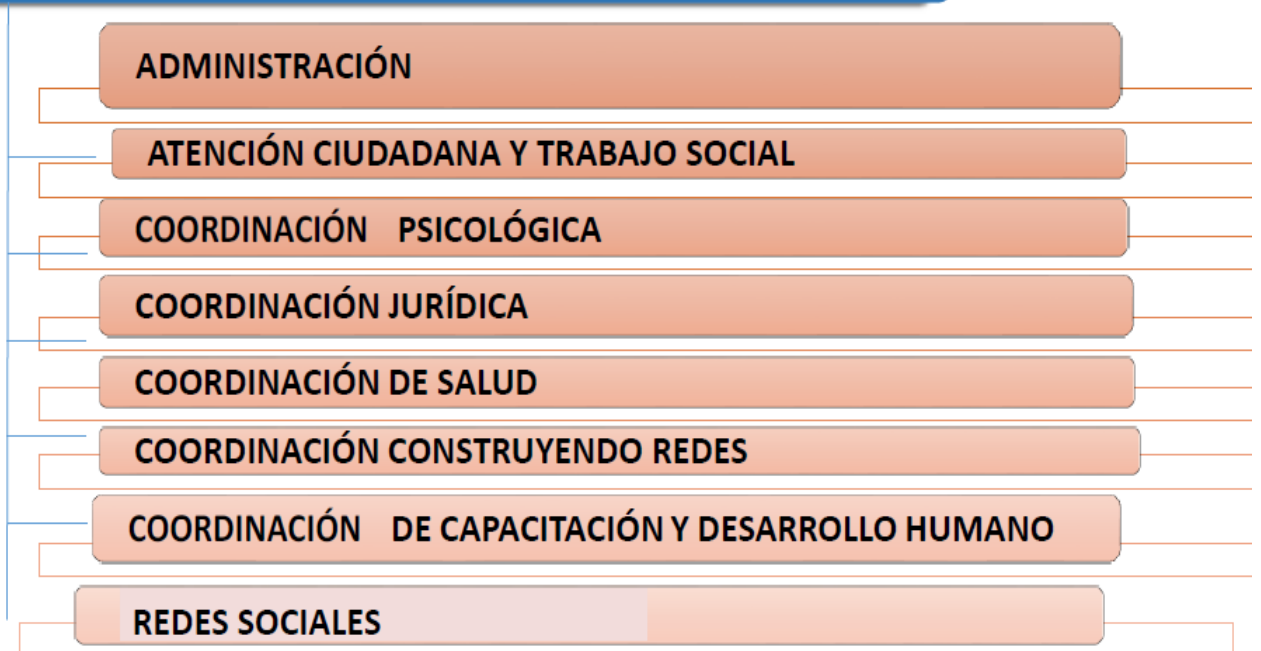 ADMINISTRACIÓN
ATENCIÓN CIUDADANA Y TRABAJO SOCIAL
COORDINACIÓN PSICOLÓGICA
COORDINACIÓN JURÍDICA
COORDINACIÓN DE SALUD
COORDINACIÓN CONSTRUYENDO REDES
COORDINACIÓN DE CAPACITACIÓN Y DESARROLLO HUMANO
REDES SOCIALES